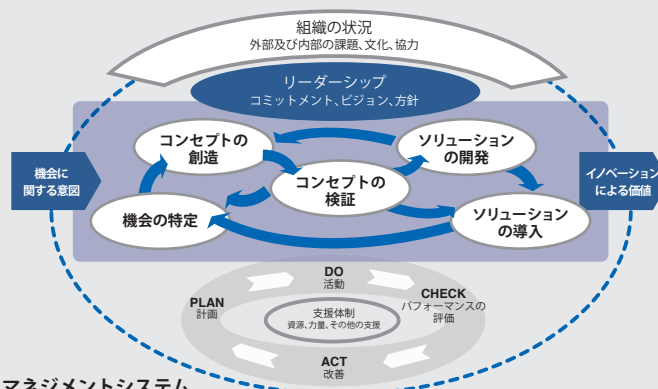 組織の状況
外部及び内部の課題、文化、協力
リーダーシップ
コミットメント、ビジョン、方針
コンセプトの
創造
ソリューション
の開発
機会に
関する意図
コンセプトの
検証
イノベーション
による価値
機会の特定
ソリューション
の導入
DO
活動
PLAN
計画
CHECK
パフォーマンスの
評価
支援体制
資源、力量、その他の支援
ACT
改善
マネジメントシステム